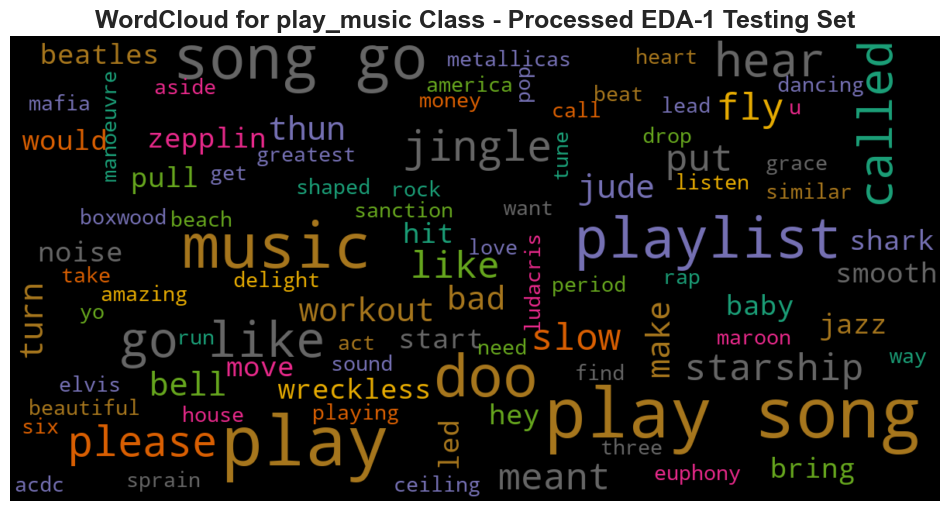 WordCloud for play_music Class - Processed EDA-1 Testing Set
beatles
song go
metallicas
heart
hear
called
dancing
aside
america
pop
mafia
manoeuvre
money
beat
call
lead
fly
u
would
zepplin
thun
jingle
tune
drop
put
grace
greatest
pull
get
shaped
rock
jude
listen
similar
boxwood
beach
sanction
want
music
hit
love
playlist
shark
noise
like
ludacris
take
delight
period
rap
smooth
turn
amazing
workout
bad
baby
yo
go like
run
act
start
need
slow
make
maroon
jazz
way
sound
move
doo
find
starship
elvis
bell
wreckless
beautiful
house
playing
hey
play song
six
please
play
led
three
meant
euphony
bring
acdc
sprain
ceiling